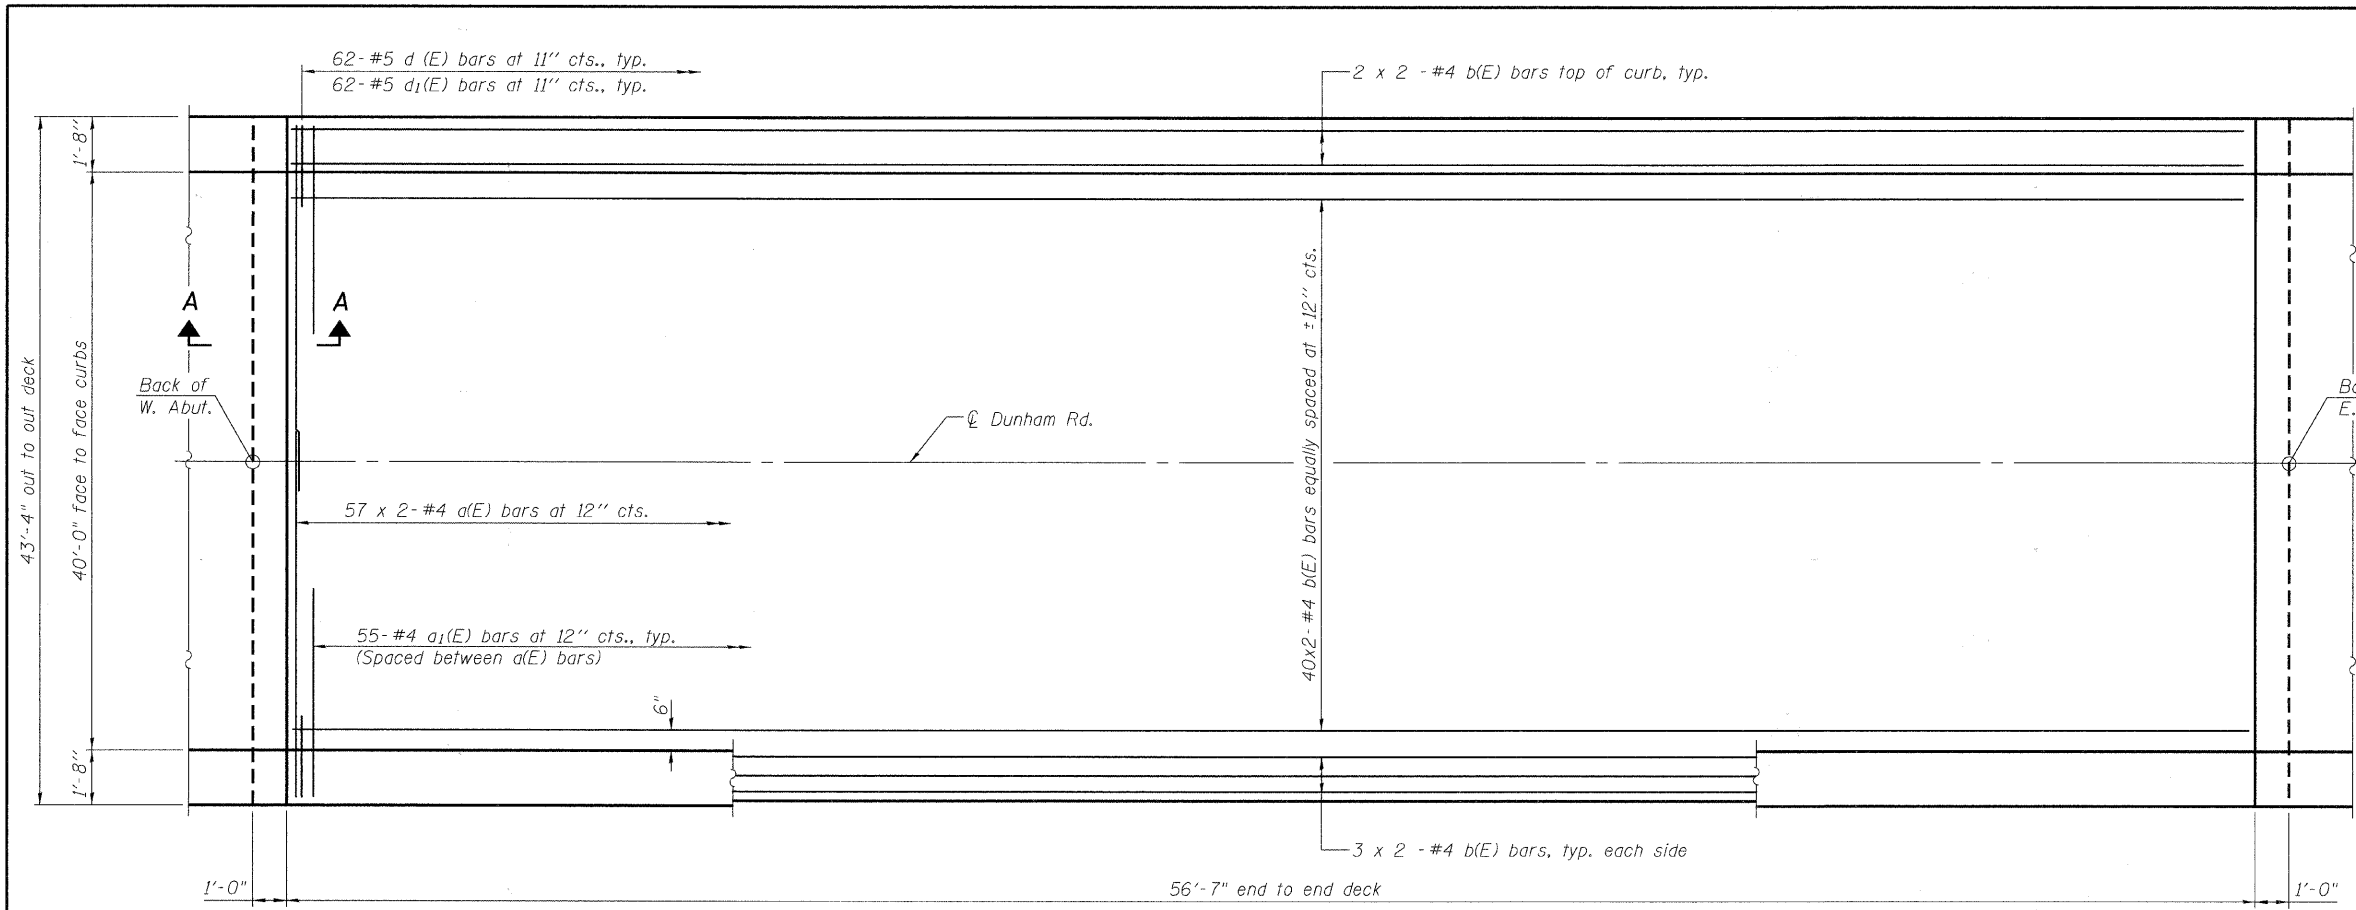 62-#5 d (E) bars at 11'' cts., typ.
62-#5 d₁(E) bars at 11'' cts., typ.
2 x 2 -#4 b(E) bars top of curb, typ.
1'-8''
43'-4" out to out deck
40'-0" face to face curbs
A
A
Back of
W. Abut.
℄ Dunham Rd.
40x2-#4 b(E) bars equally spaced at ±12'' cts.
E.
57 x 2-#4 a(E) bars at 12'' cts.
55-#4 a₁(E) bars at 12'' cts., typ.
(Spaced between a(E) bars)
6"
1'-8''
3 x 2 -#4 b(E) bars, typ. each side
1'-0"
56'-7" end to end deck
1'-0"